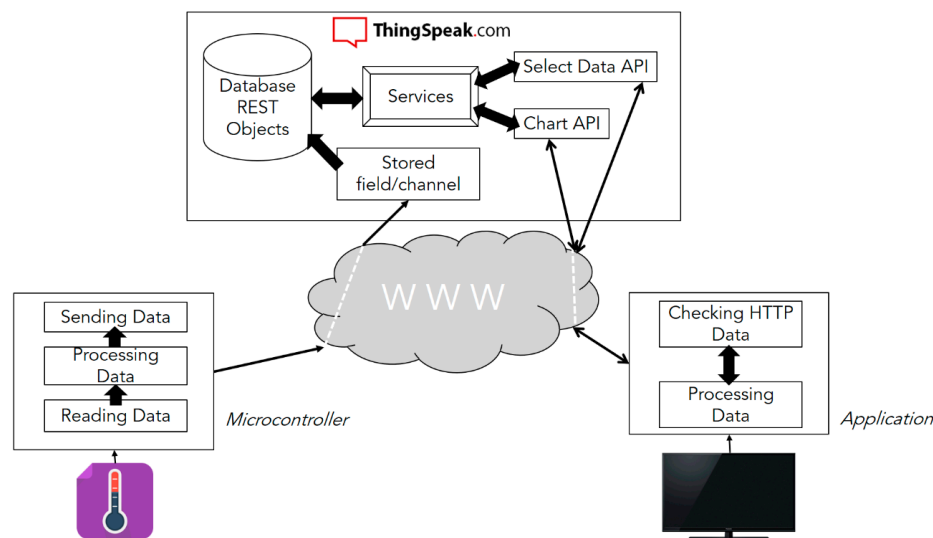 ThingSpeak.com
Database
REST
Objects
Services
Select Data API
Chart API
Stored
field/channel
W W W
Sending Data
Processing
Data
Reading Data
Microcontroller
Checking HTTP
Data
Processing
Data
Application